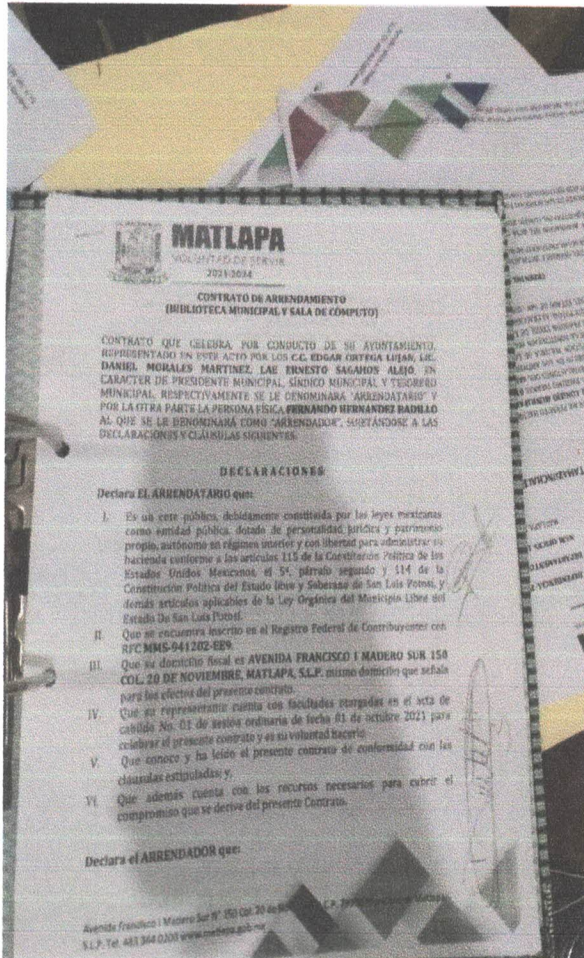 MATLAPA
VOLUNTAD DE SERVIR
2021-2024
CONTRATO DE ARRENDAMIENTO
(BIBLIOTECA MUNICIPAL Y SALA DE CÓMPUTO)
CONTRATO QUE CELEBRA, POR CONDUCTO DE SU AYUNTAMIENTO,
REPRESENTADO EN ESTE ACTO POR LOS C.C. EDGAR ORTEGA LUJAN, LIC.
DANIEL MORALES MARTINEZ, LAE ERNESTO SAGAHOS ALEJO, EN
CARACTER DE PRESIDENTE MUNICIPAL, SÍNDICO MUNICIPAL Y TESORERO
MUNICIPAL, RESPECTIVAMENTE SE LE DENOMINARA "ARRENDATARIO" Y
POR LA OTRA PARTE LA PERSONA FÍSICA FERNANDO HERNANDEZ BADILLO
AL QUE SE LE DENOMINARÁ COMO "ARRENDADOR", SUJETÁNDOSE A LAS
DECLARACIONES Y CLÁUSULAS SIGUIENTES:
DECLARACIONES
Declara EL ARRENDATARIO que:
I. Es un ente público, debidamente constituida por las leyes mexicanas
como entidad pública, dotado de personalidad jurídica y patrimonio
propio, autónomo en régimen interior y con libertad para administrar su
hacienda conforme a los artículos 115 de la Constitución Política de los
Estados Unidos Mexicanos, el 5º, párrafo segundo y 114 de la
Constitución Política del Estado libre y Soberano de San Luis Potosí, y
demás artículos aplicables de la Ley Orgánica del Municipio Libre del
Estado De San Luis Potosí.
II. Que se encuentra inscrito en el Registro Federal de Contribuyentes con
RFC MMS-941202-EE9.
III. Que su domicilio fiscal es AVENIDA FRANCISCO I MADERO SUR 150
COL. 20 DE NOVIEMBRE, MATLAPA, S.L.P. mismo domicilio que señala
para los efectos del presente contrato.
IV. Que su representante cuenta con facultades otorgadas en el acta de
cabildo No. 01 de sesión ordinaria de fecha 01 de octubre 2021 para
celebrar el presente contrato y es su voluntad hacerlo.
V. Que conoce y ha leído el presente contrato de conformidad con las
cláusulas estipuladas; y,
VI. Que además cuenta con los recursos necesarios para cubrir el
compromiso que se derive del presente Contrato.
Declara el ARRENDADOR que:
Avenida Francisco I Madero Sur Nº 150 Col. 20 de C.P.
S.L.P. Tel. 483 364 0200 www.matlapa.gob.mx